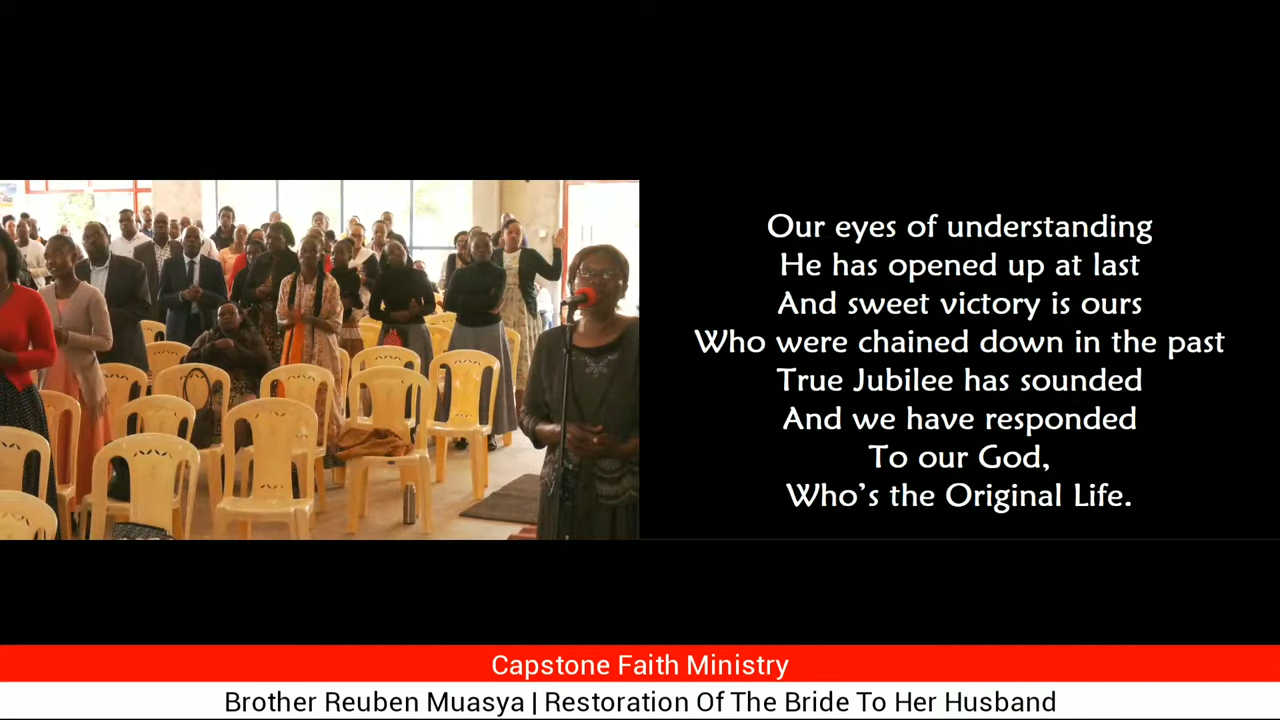 Our eyes of understanding
He has opened up at last
And sweet victory is ours
Who were chained down in the past
True Jubilee has sounded
And we have responded
To our God,
Who's the Original Life.
Capstone Faith Ministry
Brother Reuben Muasya | Restoration Of The Bride To Her Husband